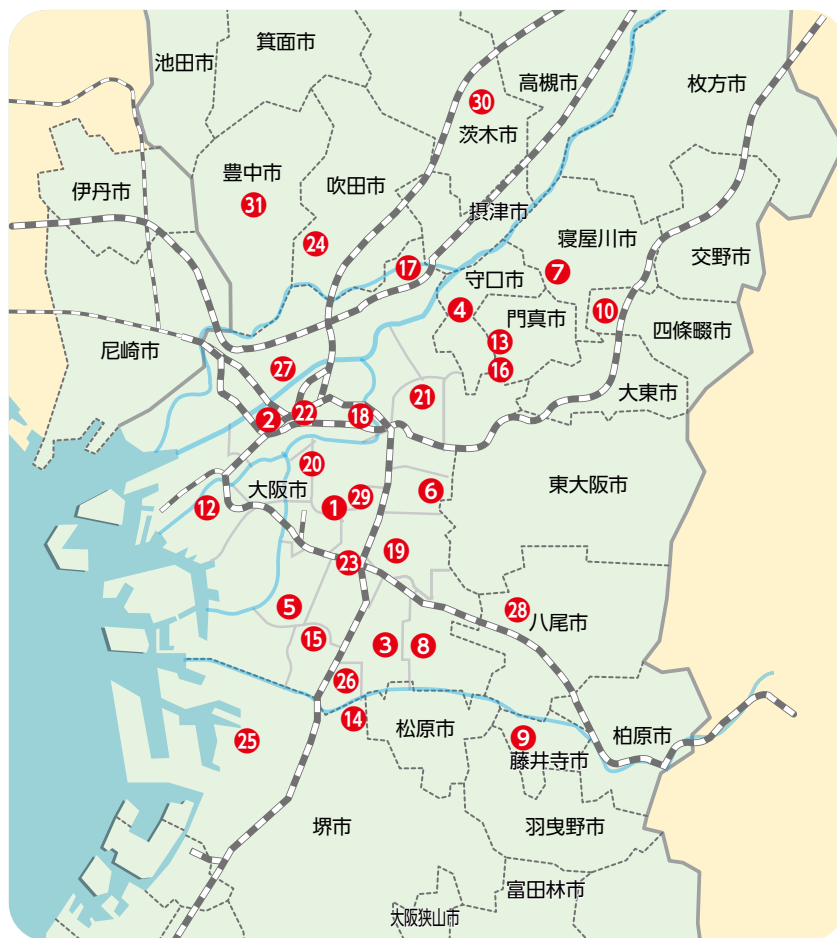 箕面市
池田市
高槻市
枚方市
30
茨木市
豊中市
吹田市
伊丹市
31
摂津市
24
寝屋川市
17
守口市
7
交野市
4
10
門真市
尼崎市
13
四條畷市
27
16
大東市
21
2
22
18
20
大阪市
東大阪市
29
6
12
1
19
23
5
28
八尾市
15
3
8
26
14
松原市
柏原市
25
9
藤井寺市
堺市
羽曳野市
富田林市
大阪狭山市